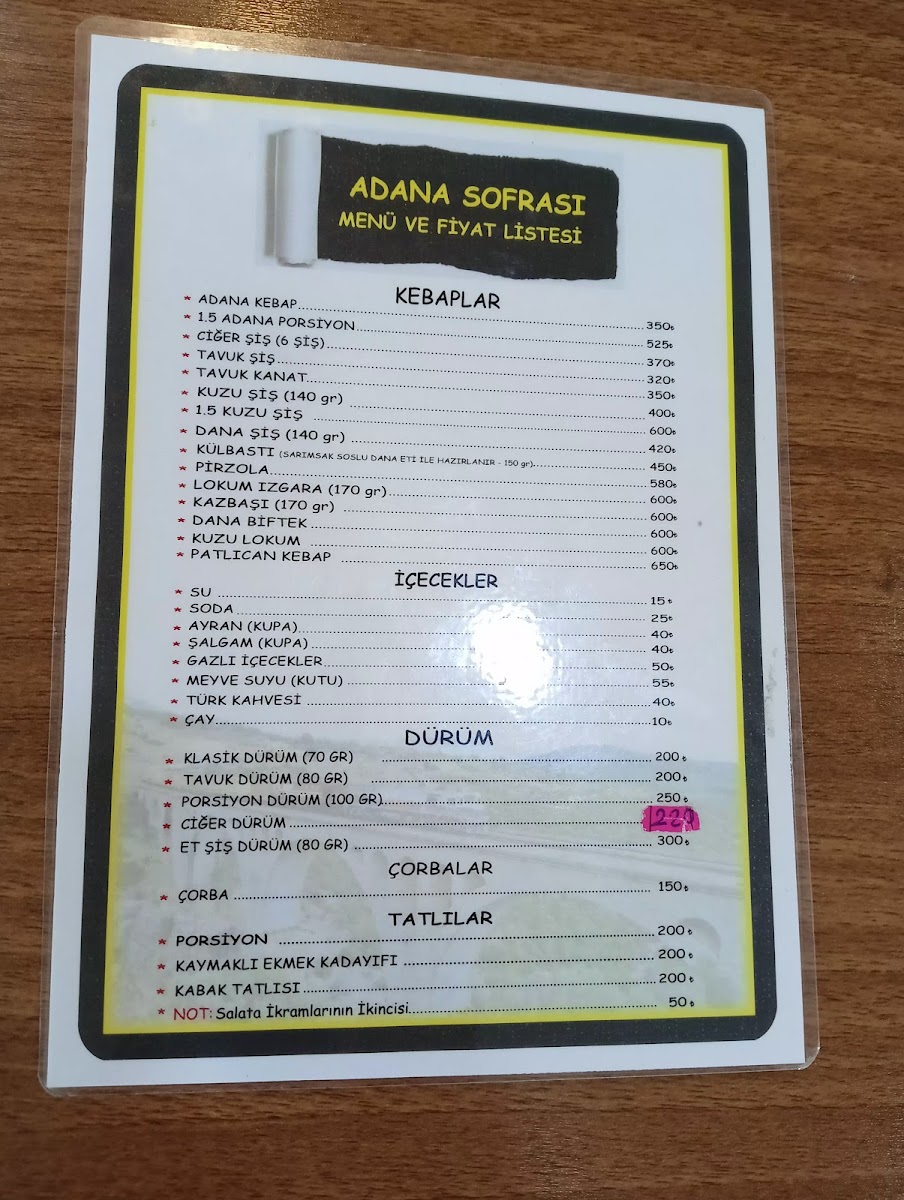 ADANA SOFRASI
MENÜ VE FİYAT LİSTESİ
KEBAPLAR
* ADANA KEBAP 350₺
* 1.5 ADANA PORSİYON 525₺
* CİĞER ŞİŞ (6 ŞİŞ) 370₺
* TAVUK ŞİŞ 320₺
* TAVUK KANAT 350₺
* KUZU ŞİŞ (140 gr) 400₺
* 1.5 KUZU ŞİŞ 600₺
* DANA ŞİŞ (140 gr) 420₺
* KÜLBASTI (SARIMSAK SOSLU DANA ETİ İLE HAZIRLANIR - 150 gr) 450₺
* PİRZOLA 580₺
* LOKUM IZGARA (170 gr) 600₺
* KAZBAŞI (170 gr) 600₺
* DANA BİFTEK 600₺
* KUZU LOKUM 600₺
* PATLICAN KEBAP 650₺
İÇECEKLER
* SU 15₺
* SODA 25₺
* AYRAN (KUPA) 40₺
* ŞALGAM (KUPA) 40₺
* GAZLI İÇECEKLER 50₺
* MEYVE SUYU (KUTU) 55₺
* TÜRK KAHVESİ 40₺
* ÇAY 10₺
DÜRÜM
* KLASİK DÜRÜM (70 GR) 200₺
* TAVUK DÜRÜM (80 GR) 200₺
* PORSİYON DÜRÜM (100 GR) 250₺
* CİĞER DÜRÜM 220
* ET ŞİŞ DÜRÜM (80 GR) 300₺
ÇORBALAR
* ÇORBA 150₺
TATLILAR
* PORSİYON 200₺
* KAYMAKLI EKMEK KADAYIFI 200₺
* KABAK TATLISI 200₺
* NOT: Salata İkramlarının İkincisi 50₺